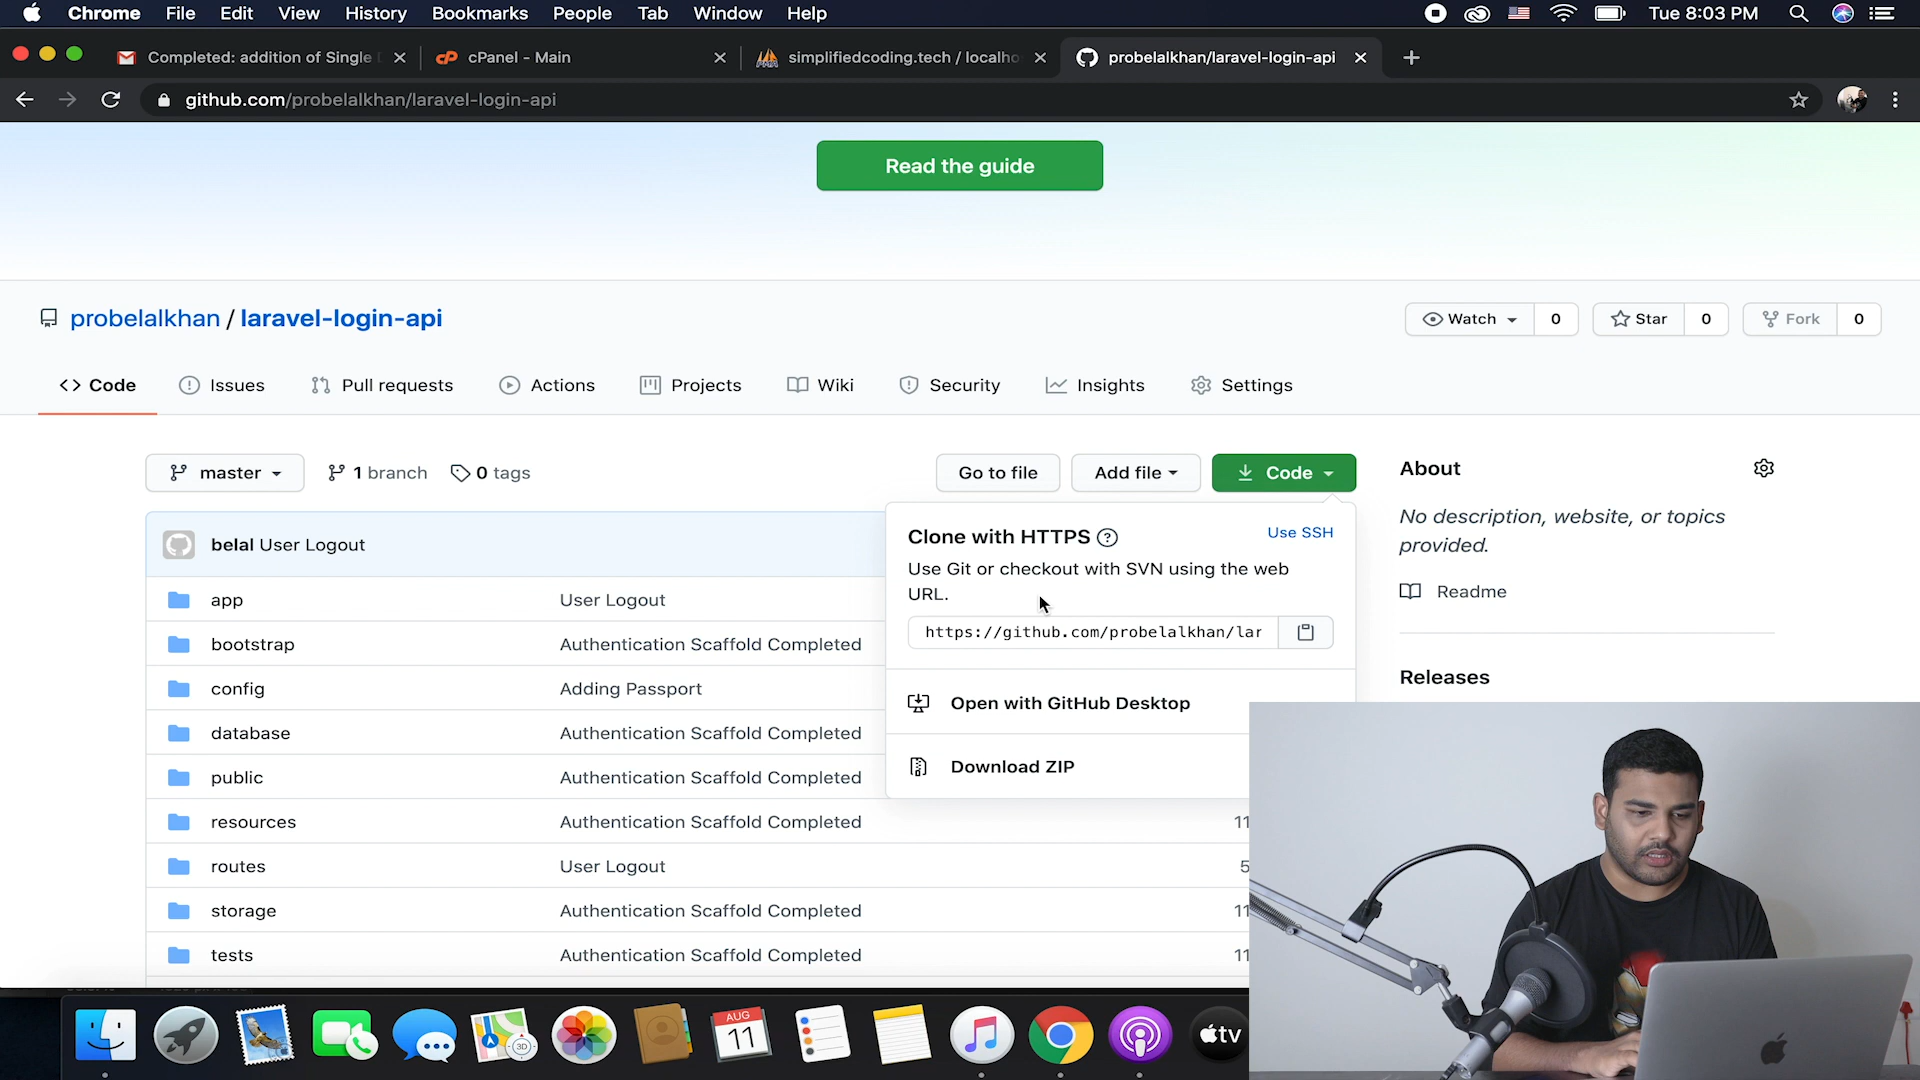 Chrome File Edit View History Bookmarks People Tab Window Help Tue 8:03 PM
Completed: addition of Single cPanel - Main simplifiedcoding.tech / localho probelalkhan/laravel-login-api
github.com/probelalkhan/laravel-login-api
Read the guide
probelalkhan / laravel-login-api
Watch 0 Star 0 Fork 0
Code Issues Pull requests Actions Projects Wiki Security Insights Settings
master 1 branch 0 tags Go to file Add file Code
About
No description, website, or topics
provided.
Readme
Releases
belal User Logout
app User Logout
bootstrap Authentication Scaffold Completed
config Adding Passport
database Authentication Scaffold Completed
public Authentication Scaffold Completed
resources Authentication Scaffold Completed 11
routes User Logout 5
storage Authentication Scaffold Completed 11
tests Authentication Scaffold Completed 11
Clone with HTTPS ?
Use SSH
Use Git or checkout with SVN using the web
URL.
https://github.com/probelalkhan/lar
Open with GitHub Desktop
Download ZIP
3D
AUG
11
tv